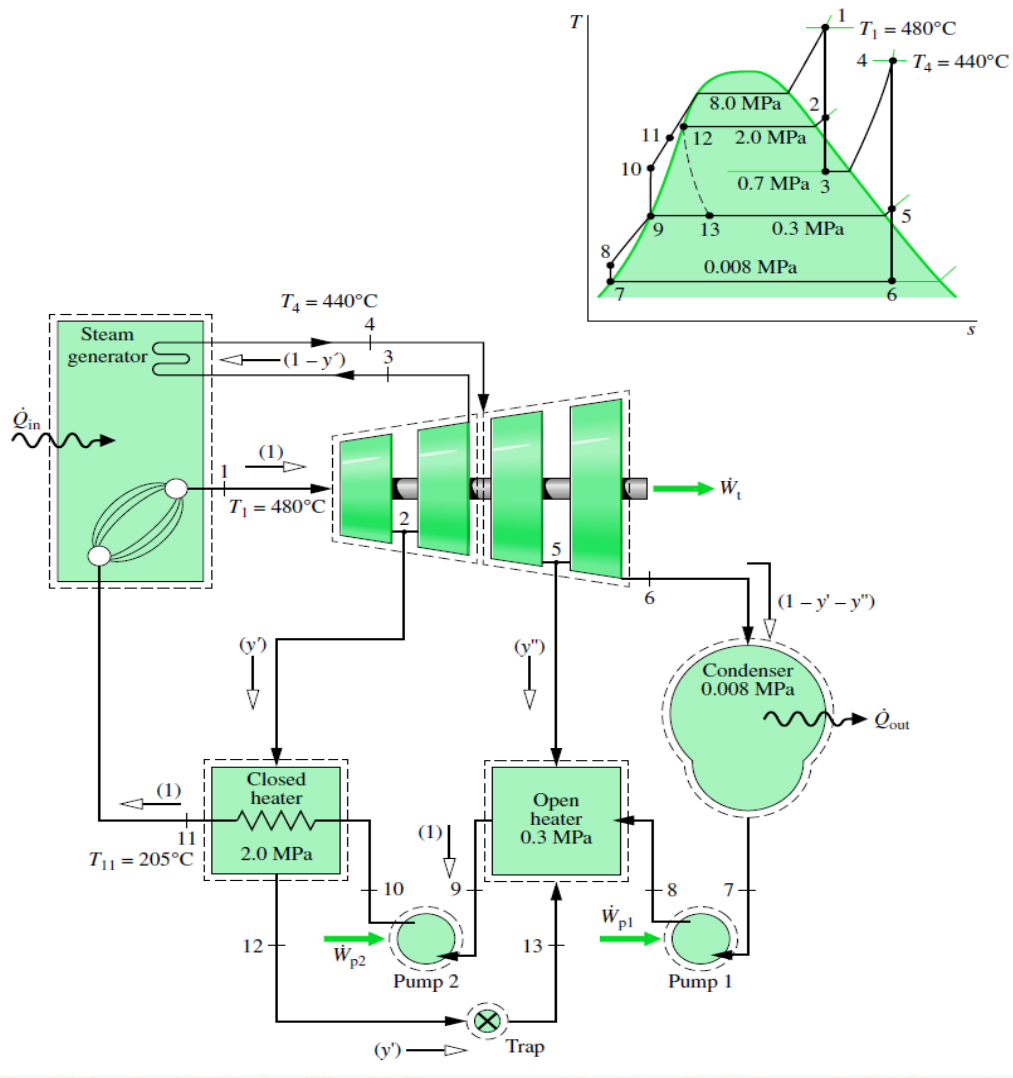 T
1
T₁ = 480°C
4
T₄ = 440°C
8.0 MPa
2
11
12
2.0 MPa
10
0.7 MPa
3
9
13
0.3 MPa
5
8
0.008 MPa
7
6
s
T₄ = 440°C
4
Steam
generator
(1 – y′)
3
Q̇in
(1)
1
T₁ = 480°C
2
Ẇt
5
6
(1 – y' – y")
(y′)
(y")
Condenser
0.008 MPa
Q̇out
Closed
heater
2.0 MPa
(1)
11
T₁₁ = 205°C
Open
heater
0.3 MPa
(1)
10
9
8
7
12
Ẇp2
Pump 2
13
Ẇp1
Pump 1
(y')
Trap